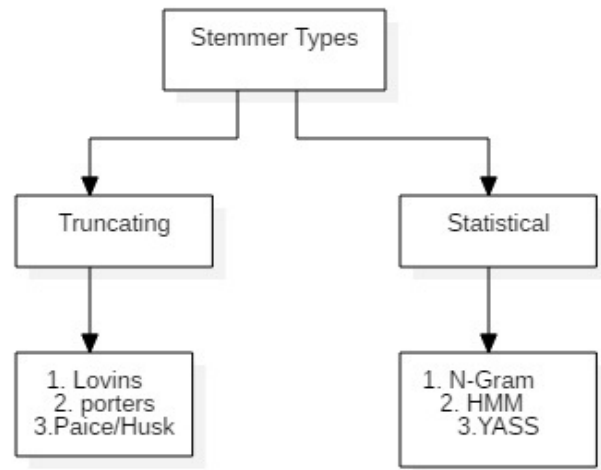 Stemmer Types
Truncating
Statistical
1. Lovins
2. porters
3.Paice/Husk
1. N-Gram
2. HMM
3.YASS